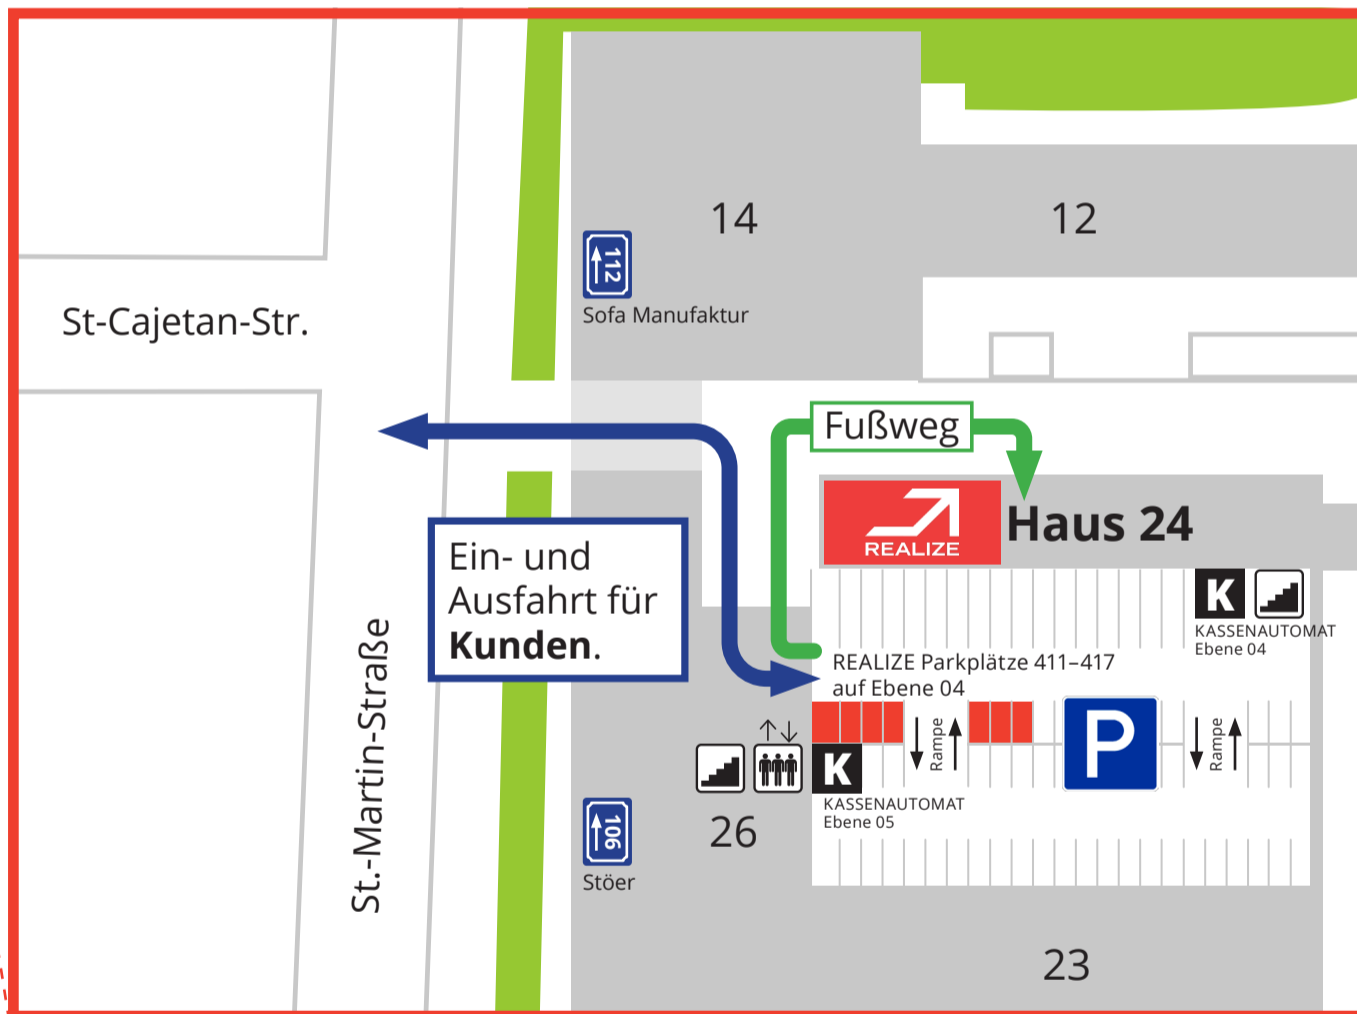 14
12
112
Sofa Manufaktur
St-Cajetan-Str.
Fußweg
REALIZE
Haus 24
Ein- und
Ausfahrt für
Kunden.
K
KASSENAUTOMAT
Ebene 04
REALIZE Parkplätze 411–417
auf Ebene 04
St.-Martin-Straße
Rampe
P
Rampe
K
KASSENAUTOMAT
Ebene 05
26
106
Stöer
23